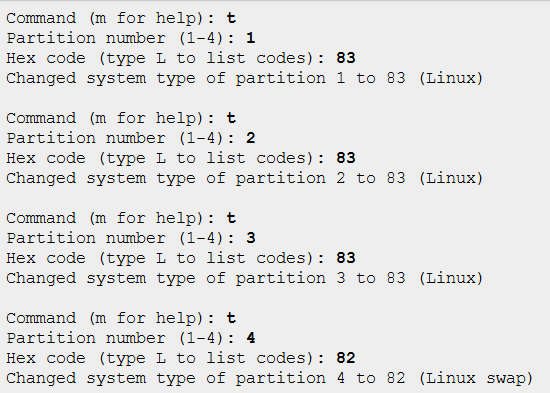 Command (m for help): t
Partition number (1-4): 1
Hex code (type L to list codes): 83
Changed system type of partition 1 to 83 (Linux)
Command (m for help): t
Partition number (1-4): 2
Hex code (type L to list codes): 83
Changed system type of partition 2 to 83 (Linux)
Command (m for help): t
Partition number (1-4): 3
Hex code (type L to list codes): 83
Changed system type of partition 3 to 83 (Linux)
Command (m for help): t
Partition number (1-4): 4
Hex code (type L to list codes): 82
Changed system type of partition 4 to 82 (Linux swap)